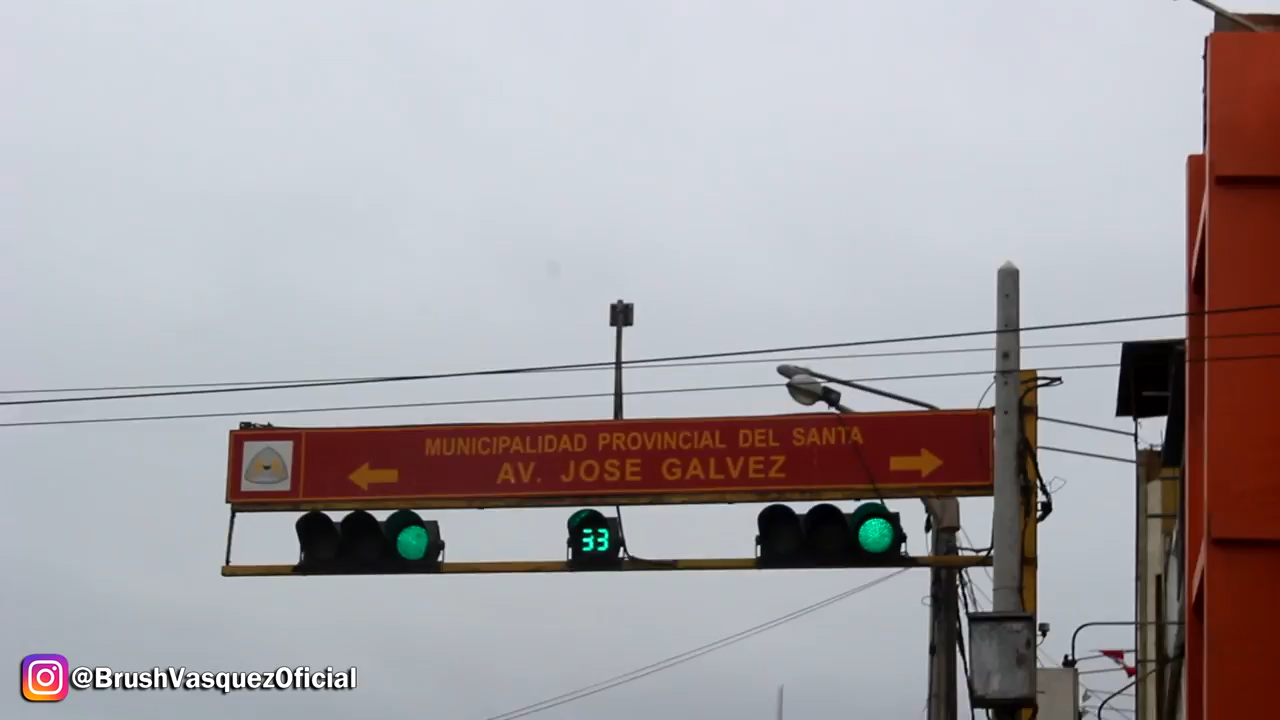 MUNICIPALIDAD PROVINCIAL DEL SANTA
AV. JOSE GALVEZ
33
@BrushVasquezOficial